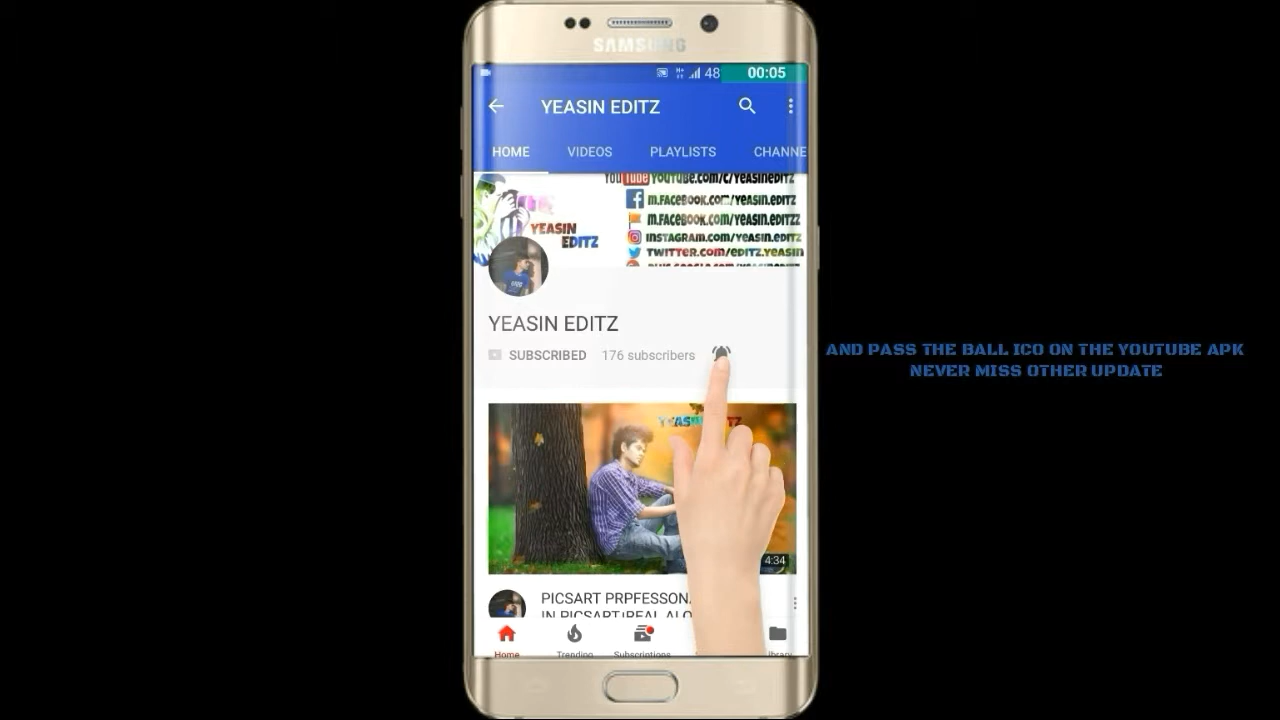 SAMSUNG
48 00:05
YEASIN EDITZ
HOME VIDEOS PLAYLISTS CHANNE
YOUTUBE YOUTUBE.COM/C/YEASINEDITZ
M.FACEBOOK.COM/YEASIN.EDITZ
M.FACEBOOK.COM/YEASIN.EDITZZ
INSTAGRAM.COM/YEASIN.EDITZ
TWITTER.COM/EDITZ.YEASIN
YEASIN
EDITZ
YEASIN EDITZ
SUBSCRIBED 176 subscribers
AND PASS THE BALL ICO ON THE YOUTUBE APK
NEVER MISS OTHER UPDATE
4:34
PICSART PRPFESSON
Home Trending Subscriptions